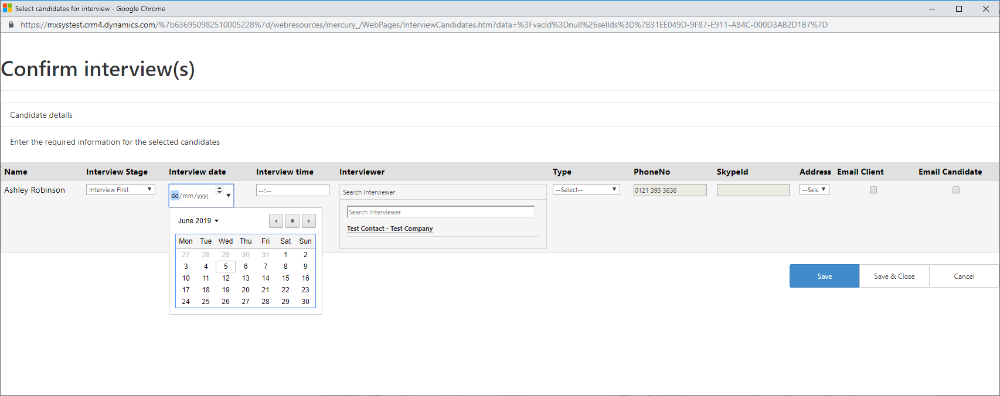 Select candidates for interview - Google Chrome
https://mxsystest.crm4.dynamics.com/%7b636950982510005228%7d/webresources/mercury_/WebPages/InterviewCandidates.htm?data=%3FvacId%3Dnull%26selIds%3D%7B31EE049D-9F87-E911-A84C-000D3AB2D1B7%7D
Confirm interview(s)
Candidate details
Enter the required information for the selected candidates
Name Interview Stage Interview date Interview time Interviewer Type PhoneNo SkypeId Address Email Client Email Candidate
Ashley Robinson Interview First dd/mm/yyyy --:-- Search Interviewer --Select-- 0121 393 3636 --Sele
Search Interviewer
Test Contact - Test Company
June 2019
Mon Tue Wed Thu Fri Sat Sun
27 28 29 30 31 1 2
3 4 5 6 7 8 9
10 11 12 13 14 15 16
17 18 19 20 21 22 23
24 25 26 27 28 29 30
Save Save & Close Cancel